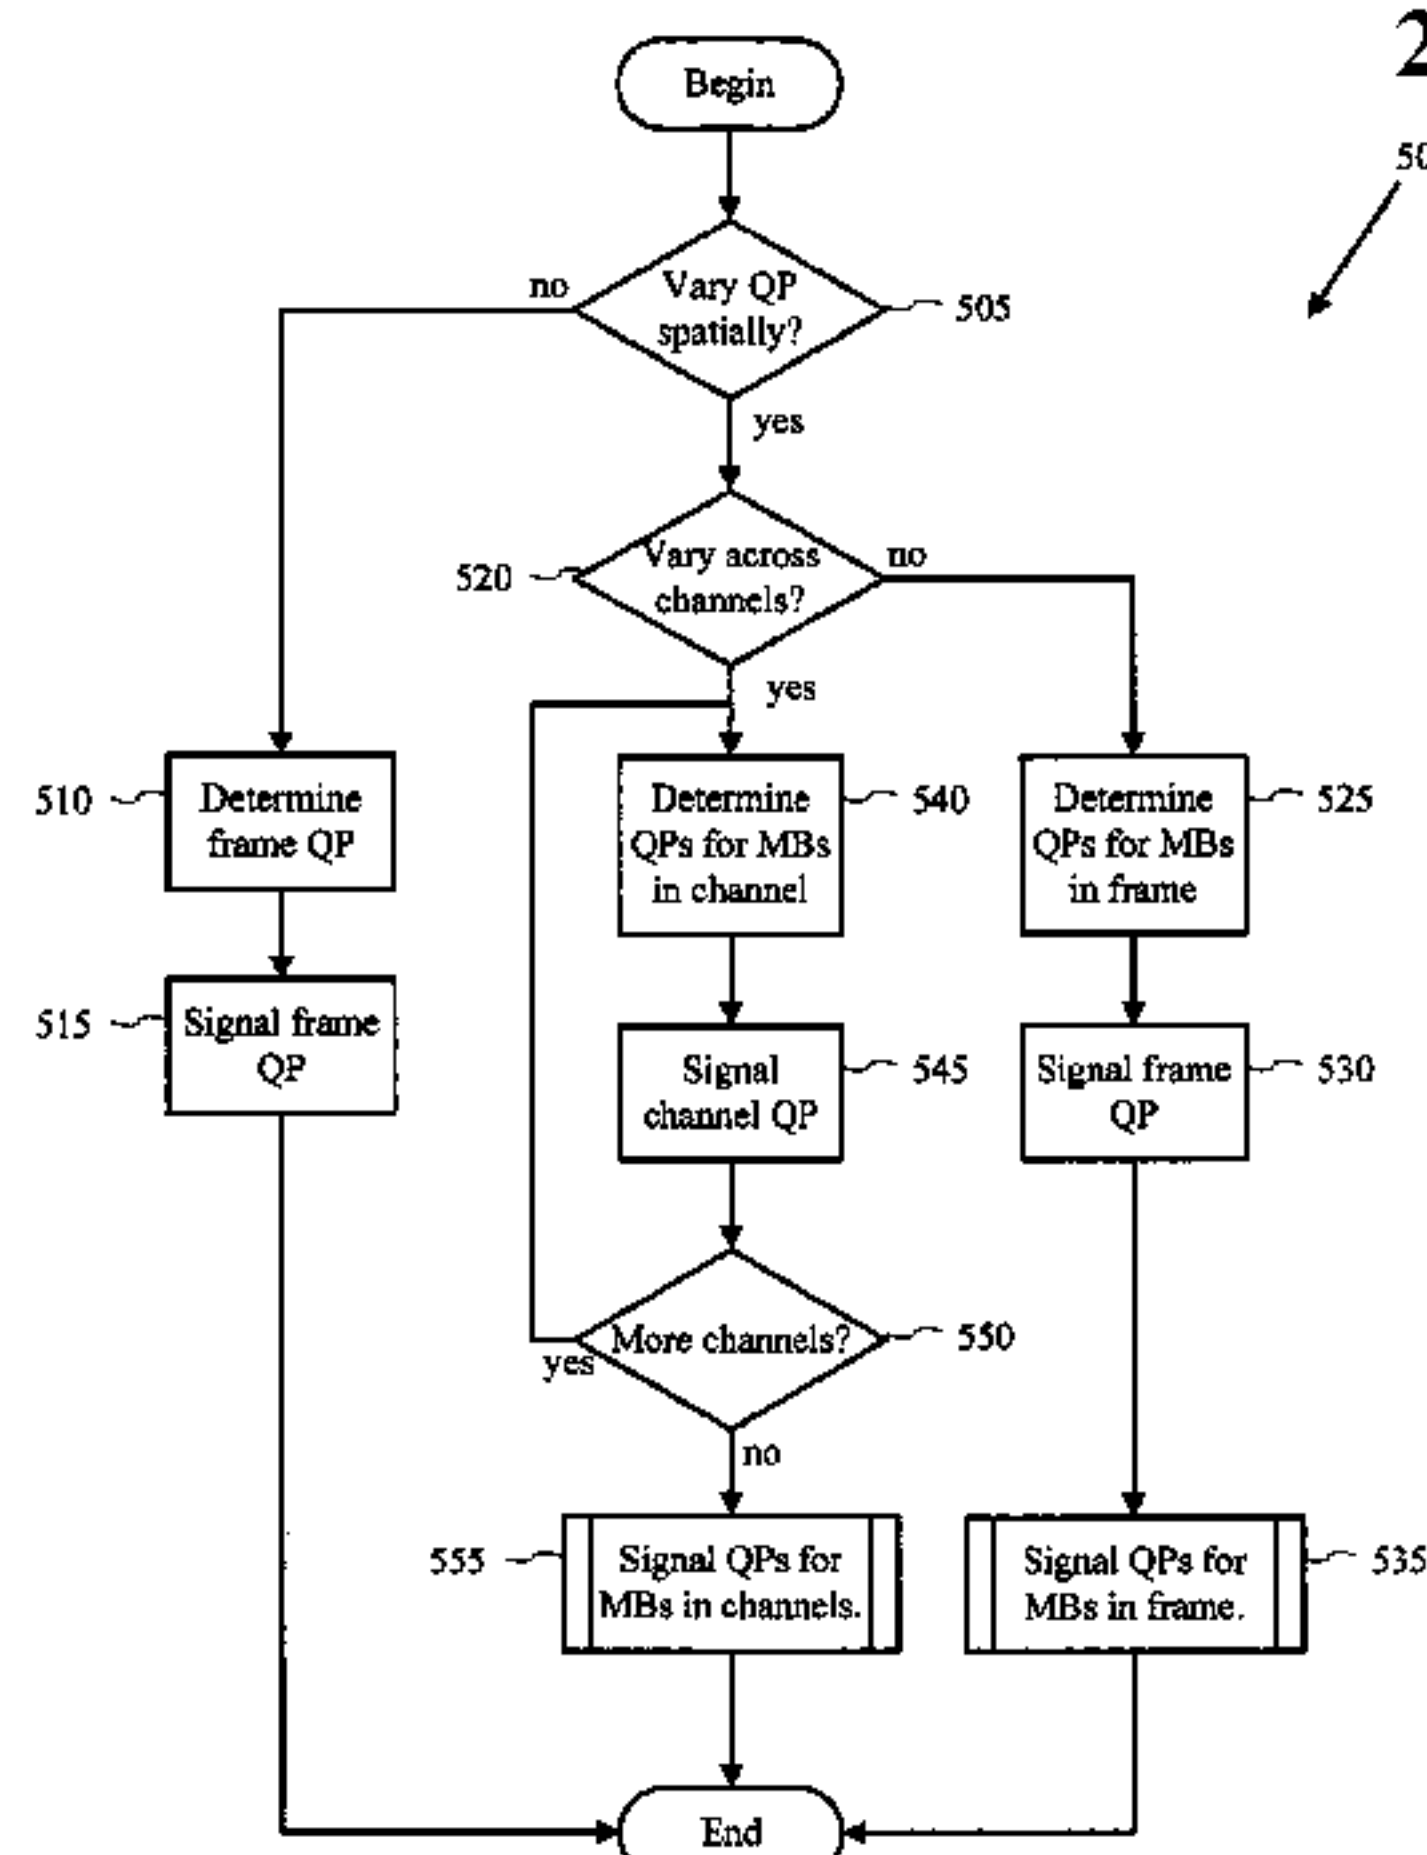 2
50
Begin
Vary QP
spatially?
505
no
yes
520
Vary across
channels?
no
yes
510
Determine
frame QP
Determine
QPs for MBs
in channel
540
Determine
QPs for MBs
in frame
525
515
Signal frame
QP
Signal
channel QP
545
Signal frame
QP
530
More channels?
550
yes
no
555
Signal QPs for
MBs in channels.
Signal QPs for
MBs in frame.
535
End